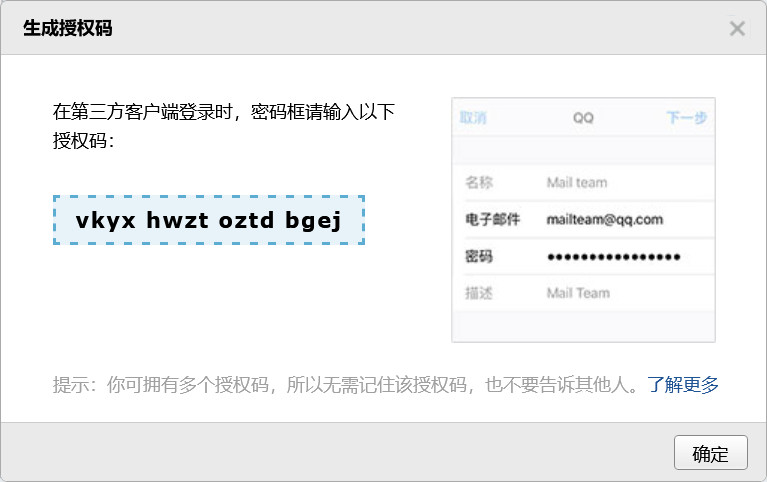 生成授权码
在第三方客户端登录时，密码框请输入以下
授权码：
vkyx hwzt oztd bgej
取消 QQ 下一步
名称 Mail team
电子邮件 mailteam@qq.com
密码 ●●●●●●●●●●●●●●●●
描述 Mail Team
提示：你可拥有多个授权码，所以无需记住该授权码，也不要告诉其他人。了解更多
确定